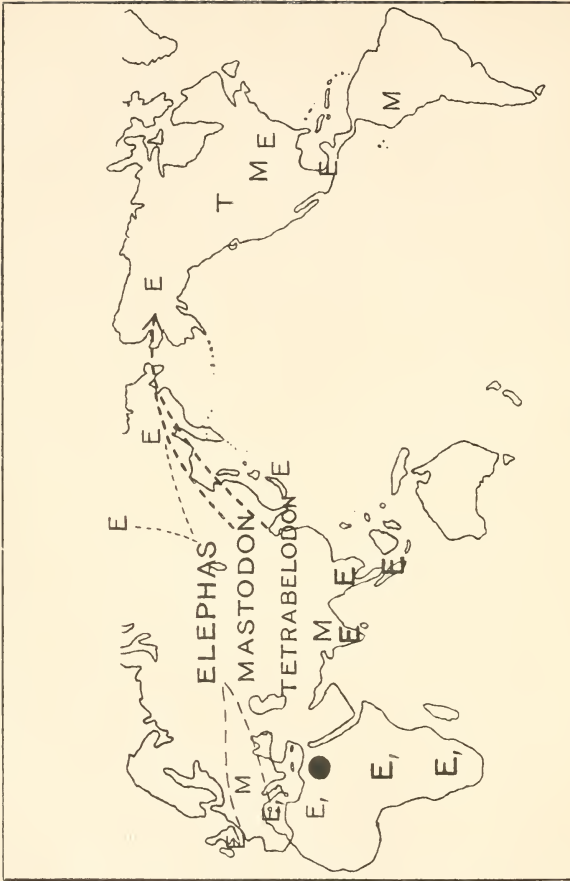 E
E E
ELEPHAS T
E M MASTODON M E
E, TETRABELODON E
E, M E
E E
E, E M
E,